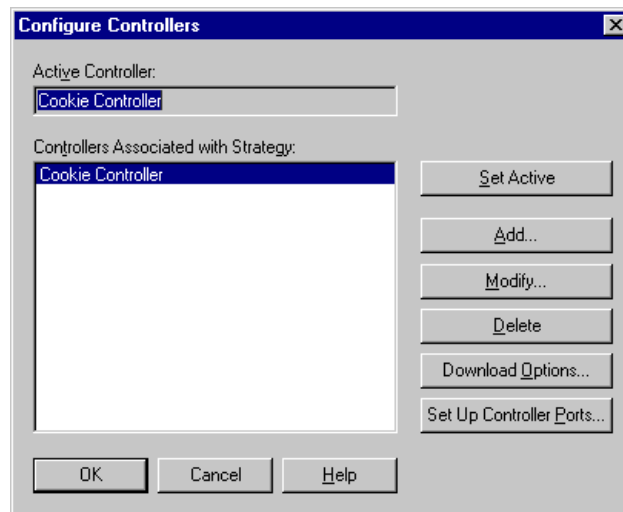 Configure Controllers
Active Controller:
Cookie Controller
Controllers Associated with Strategy:
Cookie Controller
Set Active
Add...
Modify...
Delete
Download Options...
Set Up Controller Ports...
OK
Cancel
Help